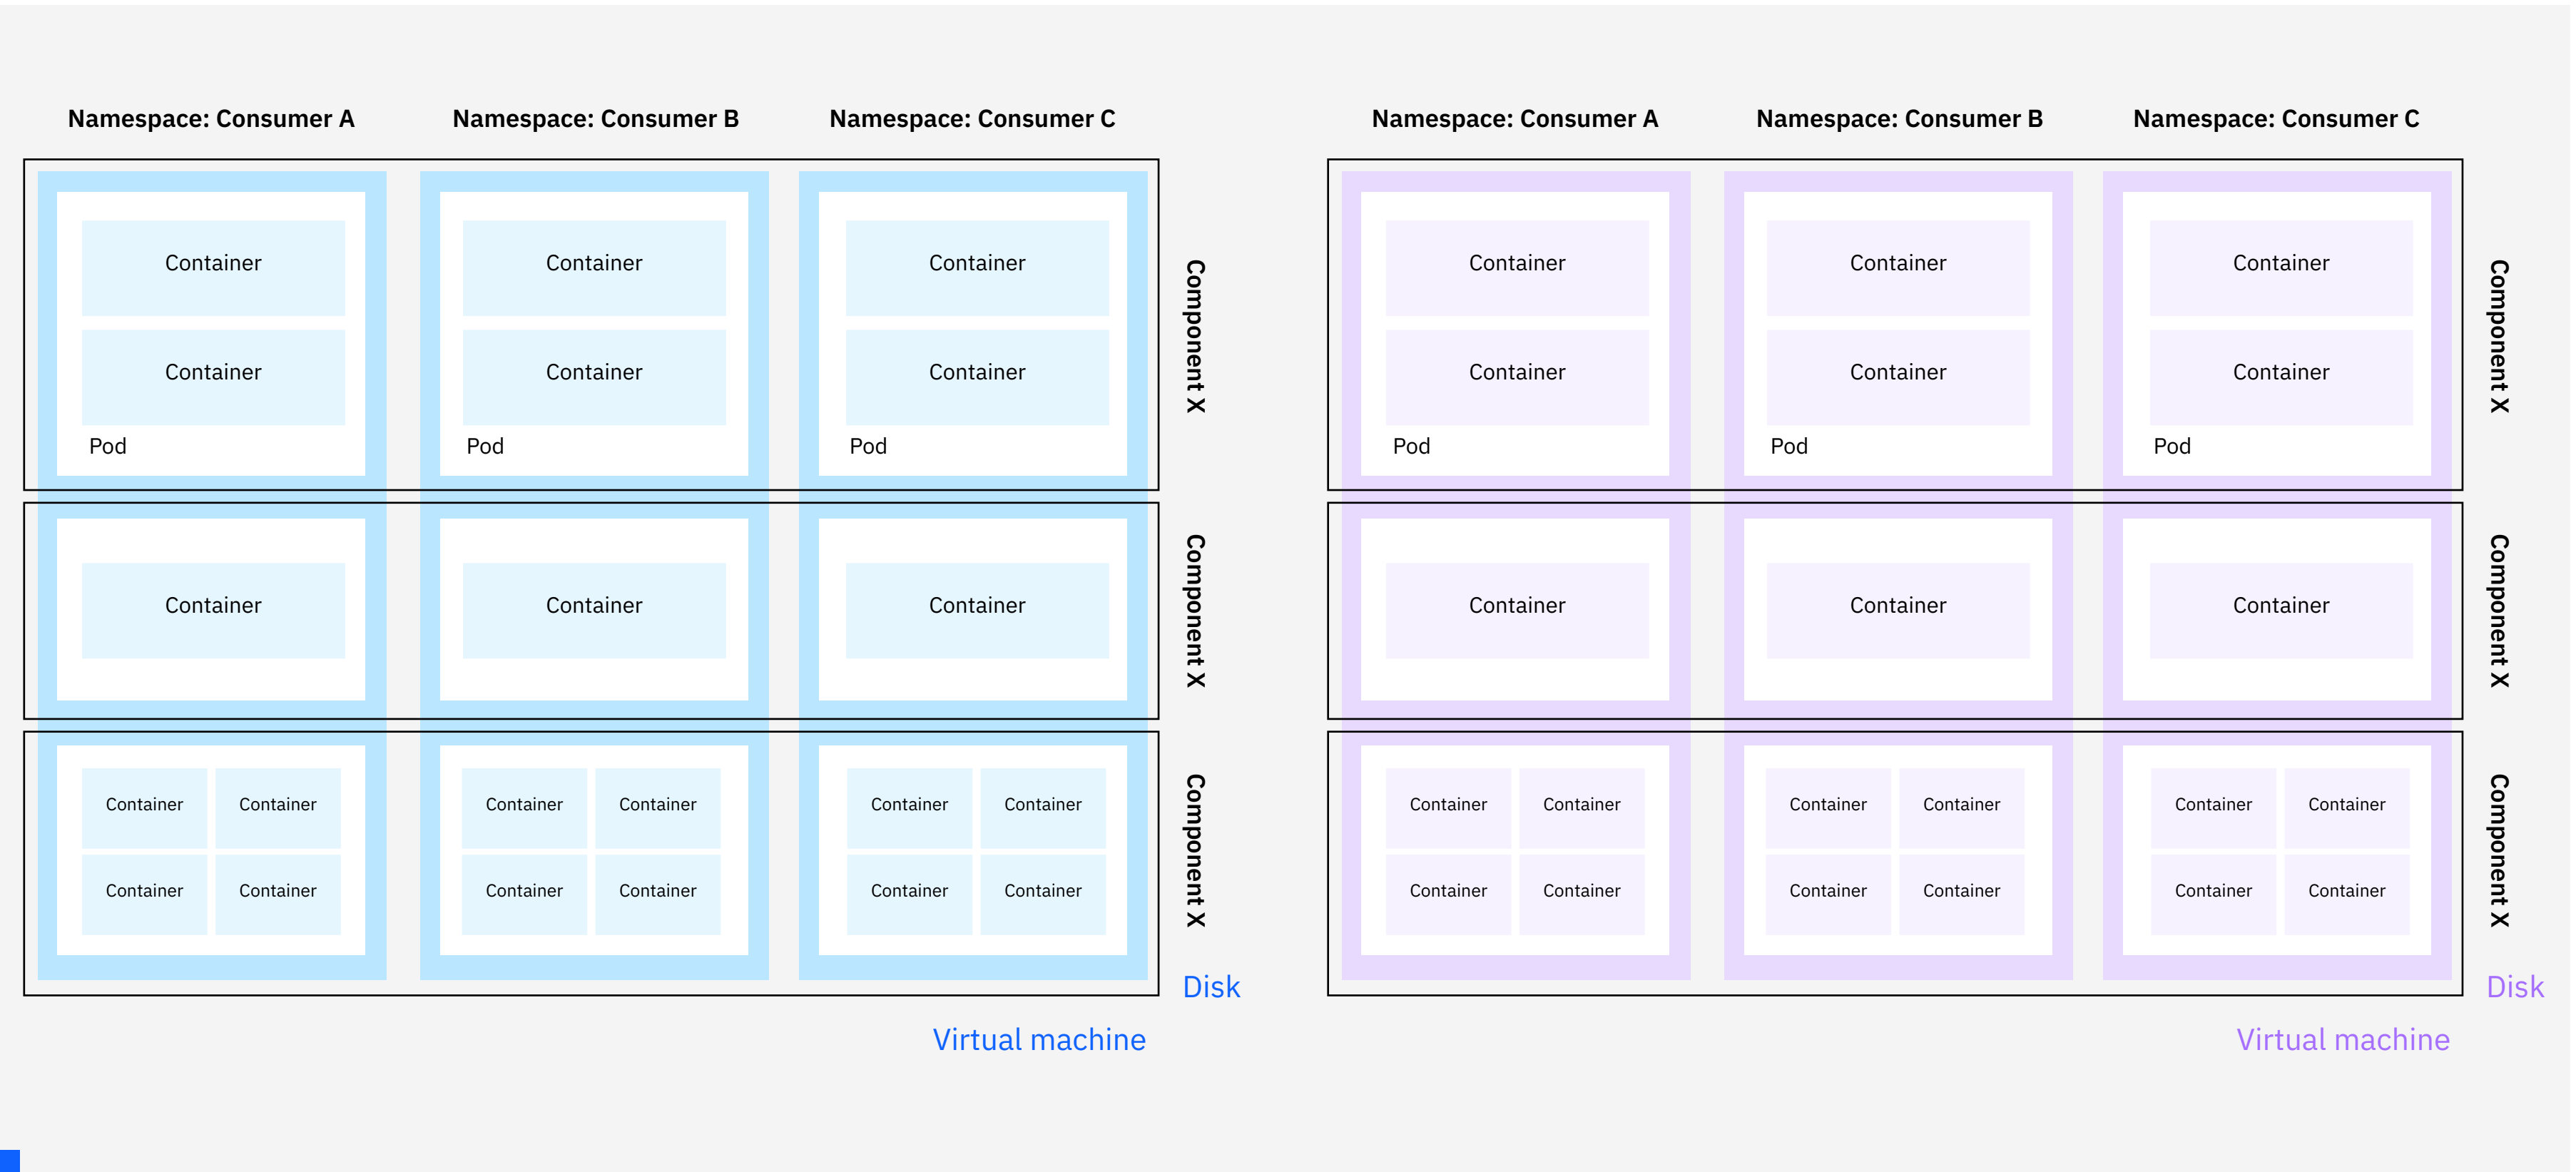 Namespace: Consumer A Namespace: Consumer B Namespace: Consumer C
Container Container Container
Container Container Container
Pod Pod Pod
Component X
Container Container Container
Component X
Container Container Container Container Container Container
Container Container Container Container Container Container
Component X
Disk
Virtual machine
Namespace: Consumer A Namespace: Consumer B Namespace: Consumer C
Container Container Container
Container Container Container
Pod Pod Pod
Component X
Container Container Container
Component X
Container Container Container Container Container Container
Container Container Container Container Container Container
Component X
Disk
Virtual machine